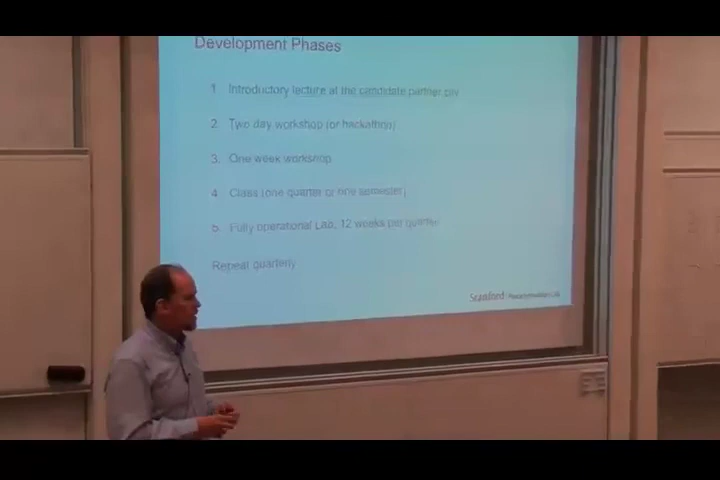 Development Phases
1. Introductory lecture at the candidate partner
2. Two day workshop (or hackathon)
3. One week workshop
4. Class (one quarter or one semester)
5. Fully operational Lab, 12 weeks per quarter
Repeat quarterly
Stanford